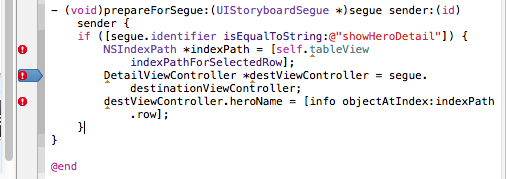 - (void)prepareForSegue:(UIStoryboardSegue *)segue sender:(id)
sender {
if ([segue.identifier isEqualToString:@"showHeroDetail"]) {
NSIndexPath *indexPath = [self.tableView
indexPathForSelectedRow];
DetailViewController *destViewController = segue.
destinationViewController;
destViewController.heroName = [info objectAtIndex:indexPath
.row];
}
}
@end